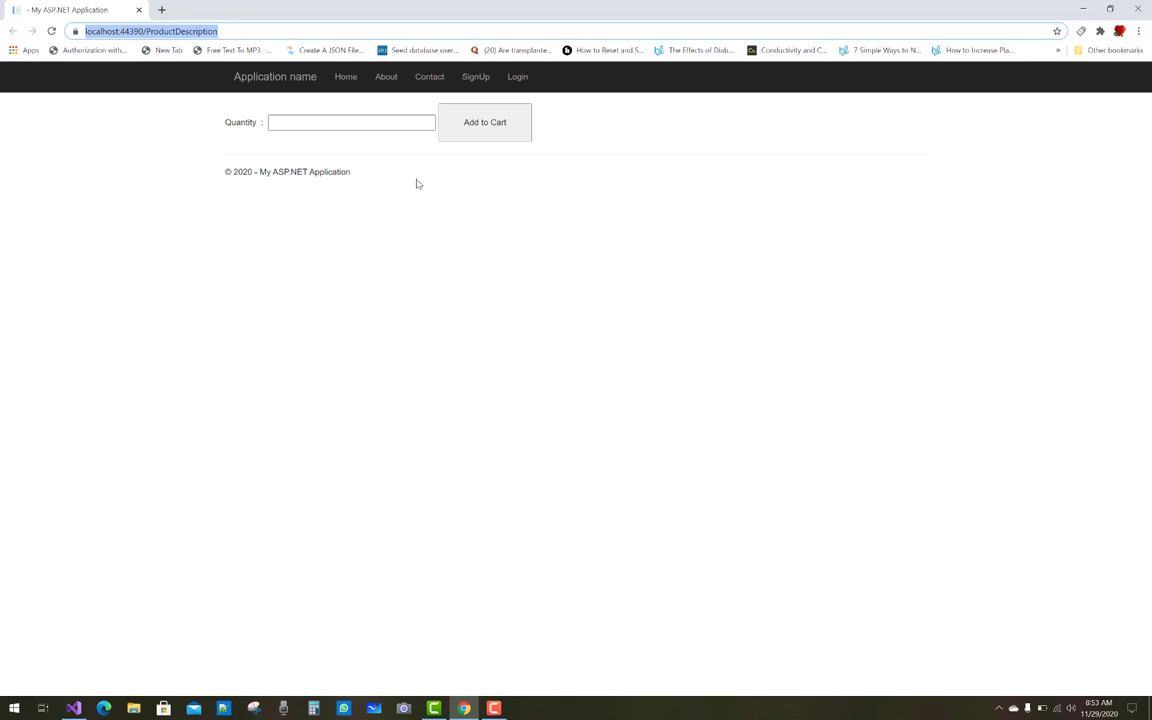 - My ASP.NET Application
localhost:44390/ProductDescription
Apps
Authorization with...
New Tab
Free Text To MP3 -...
Create A JSON File...
Seed database user...
(20) Are transplante...
How to Reset and S...
The Effects of Diab...
Conductivity and C...
7 Simple Ways to N...
How to Increase Pla...
»
Other bookmarks
Application name Home About Contact SignUp Login
Quantity : Add to Cart
© 2020 - My ASP.NET Application
8:53 AM
11/29/2020